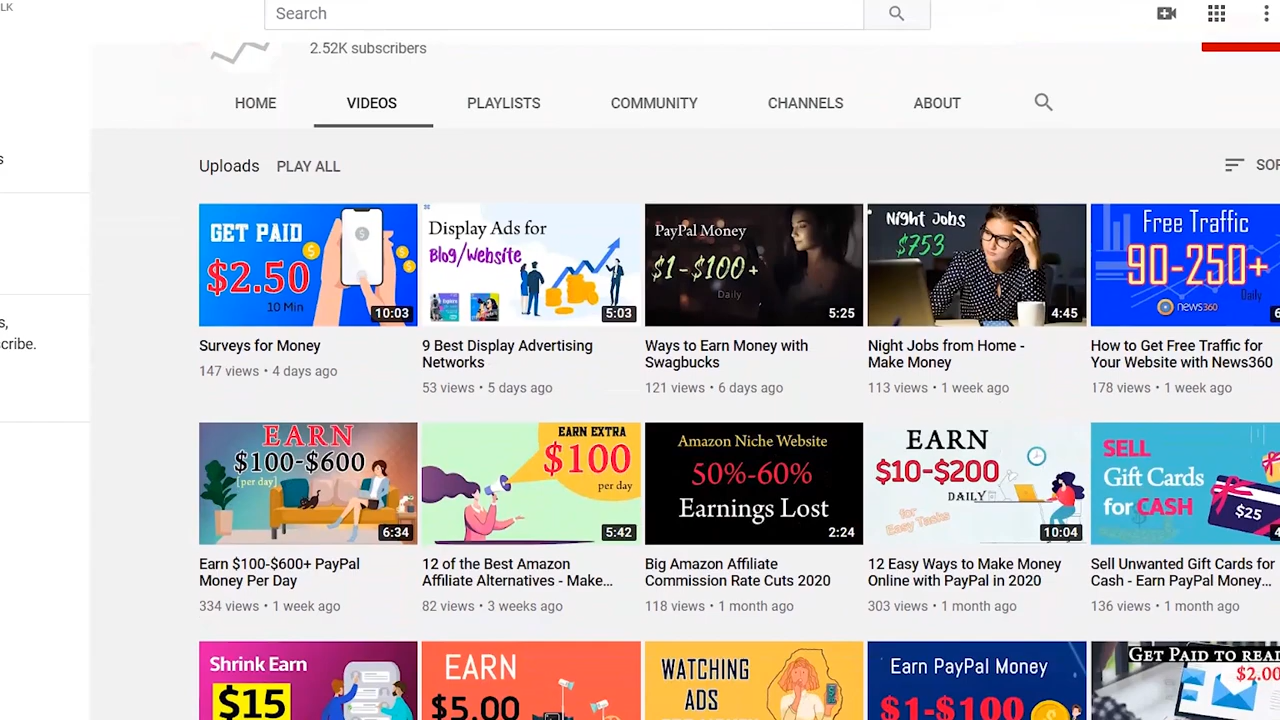 LK
Search
2.52K subscribers
HOME VIDEOS PLAYLISTS COMMUNITY CHANNELS ABOUT
s
Uploads PLAY ALL
GET PAID
$2.50
10 Min
10:03
Display Ads for
Blog/Website
5:03
PayPal Money
$1-$100+
Daily
5:25
Night Jobs
$753
4:45
Free Traffic
90-250+
Daily
news360
6
s,
cribe.
Surveys for Money
147 views • 4 days ago
9 Best Display Advertising
Networks
53 views • 5 days ago
Ways to Earn Money with
Swagbucks
121 views • 6 days ago
Night Jobs from Home -
Make Money
113 views • 1 week ago
How to Get Free Traffic for
Your Website with News360
178 views • 1 week ago
EARN
$100-$600
[per day]
6:34
EARN EXTRA
$100
per day
5:42
Amazon Niche Website
50%-60%
Earnings Lost
2:24
EARN
$10-$200
DAILY
for
Easy Tasks
10:04
SELL
Gift Cards
for CASH
$25
4
Earn $100-$600+ PayPal
Money Per Day
334 views • 1 week ago
12 of the Best Amazon
Affiliate Alternatives - Make...
82 views • 3 weeks ago
Big Amazon Affiliate
Commission Rate Cuts 2020
118 views • 1 month ago
12 Easy Ways to Make Money
Online with PayPal in 2020
303 views • 1 month ago
Sell Unwanted Gift Cards for
Cash - Earn PayPal Money...
136 views • 1 month ago
Shrink Earn
$15
EARN
$5.00
WATCHING
ADS
Earn PayPal Money
$1-$100
GET PAID TO READ
$2.00